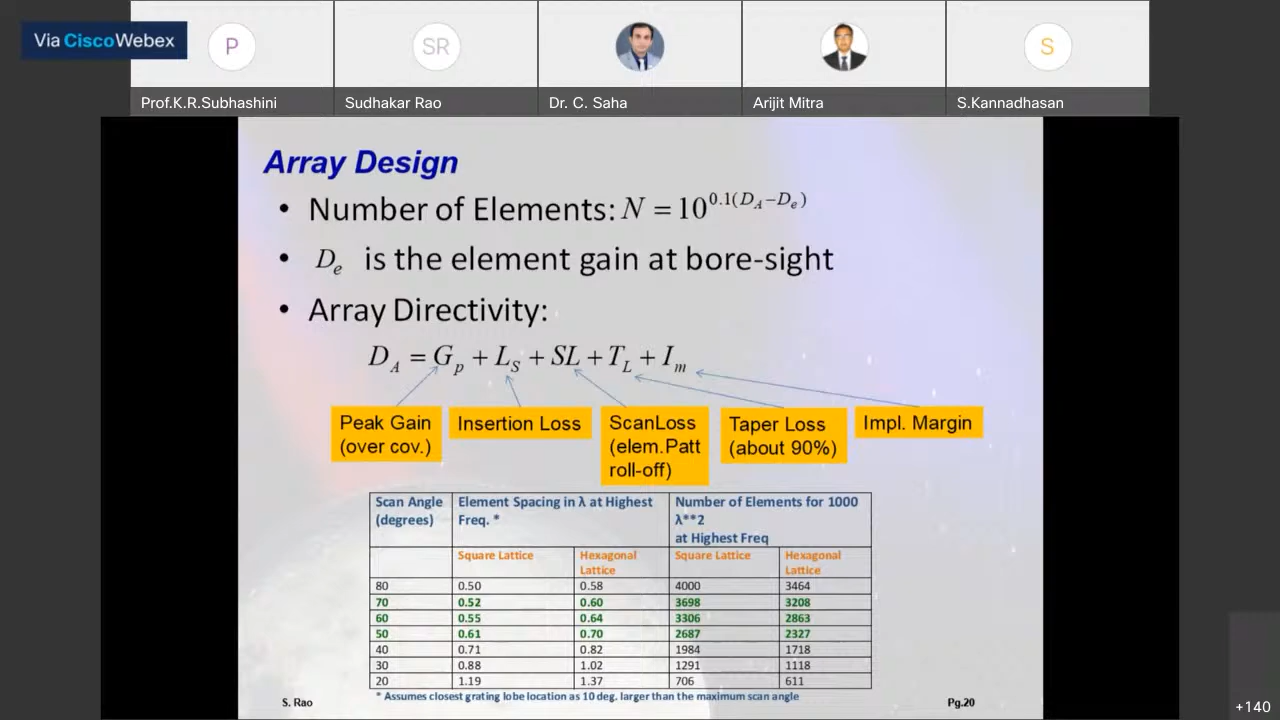 Via Cisco Webex
P
SR
S
Prof.K.R.Subhashini
Sudhakar Rao
Dr. C. Saha
Arijit Mitra
S.Kannadhasan
Array Design
• Number of Elements: N = 10^{0.1(D_A−D_e)}
• D_e is the element gain at bore-sight
• Array Directivity:
D_A = G_p + L_S + SL + T_L + I_m
Peak Gain
(over cov.)
Insertion Loss
ScanLoss
(elem.Patt
roll-off)
Taper Loss
(about 90%)
Impl. Margin
Scan Angle
(degrees)
Element Spacing in λ at Highest
Freq. *
Number of Elements for 1000
λ**2
at Highest Freq
Square Lattice
Hexagonal
Lattice
Square Lattice
Hexagonal
Lattice
80 0.50 0.58 4000 3464
70 0.52 0.60 3698 3208
60 0.55 0.64 3306 2863
50 0.61 0.70 2687 2327
40 0.71 0.82 1984 1718
30 0.88 1.02 1291 1118
20 1.19 1.37 706 611
* Assumes closest grating lobe location as 10 deg. larger than the maximum scan angle
S. Rao
Pg.20
+140